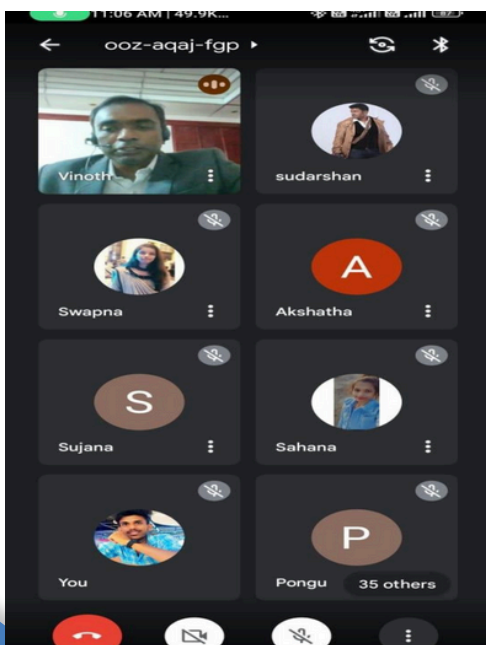 11:06 AM | 49.9K...
ooz-aqaj-fgp
Vinoth
sudarshan
Swapna
A
Akshatha
S
Sujana
Sahana
You
P
Pongu
35 others